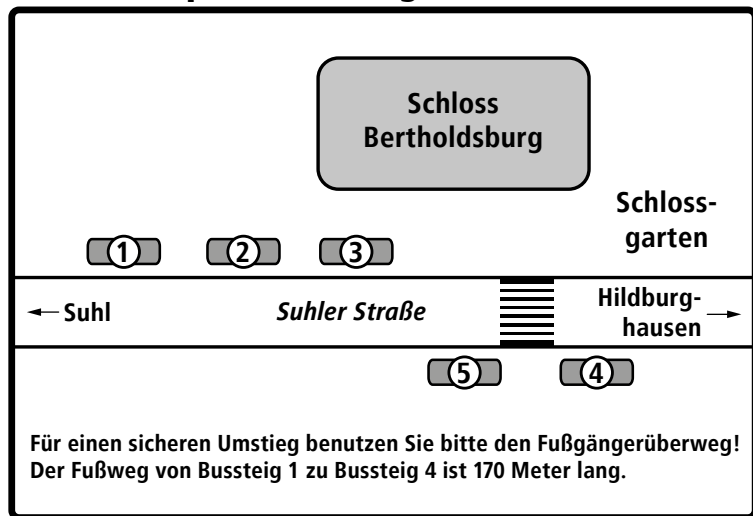 Schloss
Bertholdsburg
Schloss-
garten
1 2 3
← Suhl
Suhler Straße
Hildburg-
hausen →
5 4
Für einen sicheren Umstieg benutzen Sie bitte den Fußgängerüberweg!
Der Fußweg von Bussteig 1 zu Bussteig 4 ist 170 Meter lang.